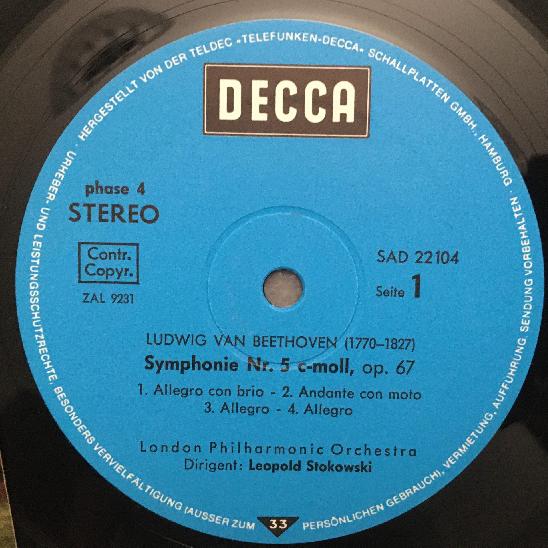 DECCA
phase 4
STEREO
Contr.
Copyr.
ZAL 9231
SAD 22104
Seite 1
LUDWIG VAN BEETHOVEN (1770–1827)
Symphonie Nr. 5 c-moll, op. 67
1. Allegro con brio - 2. Andante con moto
3. Allegro - 4. Allegro
London Philharmonic Orchestra
Dirigent: Leopold Stokowski
33
· HERGESTELLT VON DER TELDEC »TELEFUNKEN-DECCA« SCHALLPLATTEN GMBH., HAMBURG ·
URHEBER- UND LEISTUNGSSCHUTZRECHTE, BESONDERS VERVIELFÄLTIGUNG (AUSSER ZUM PERSÖNLICHEN GEBRAUCH), VERMIETUNG, AUFFÜHRUNG, SENDUNG VORBEHALTEN